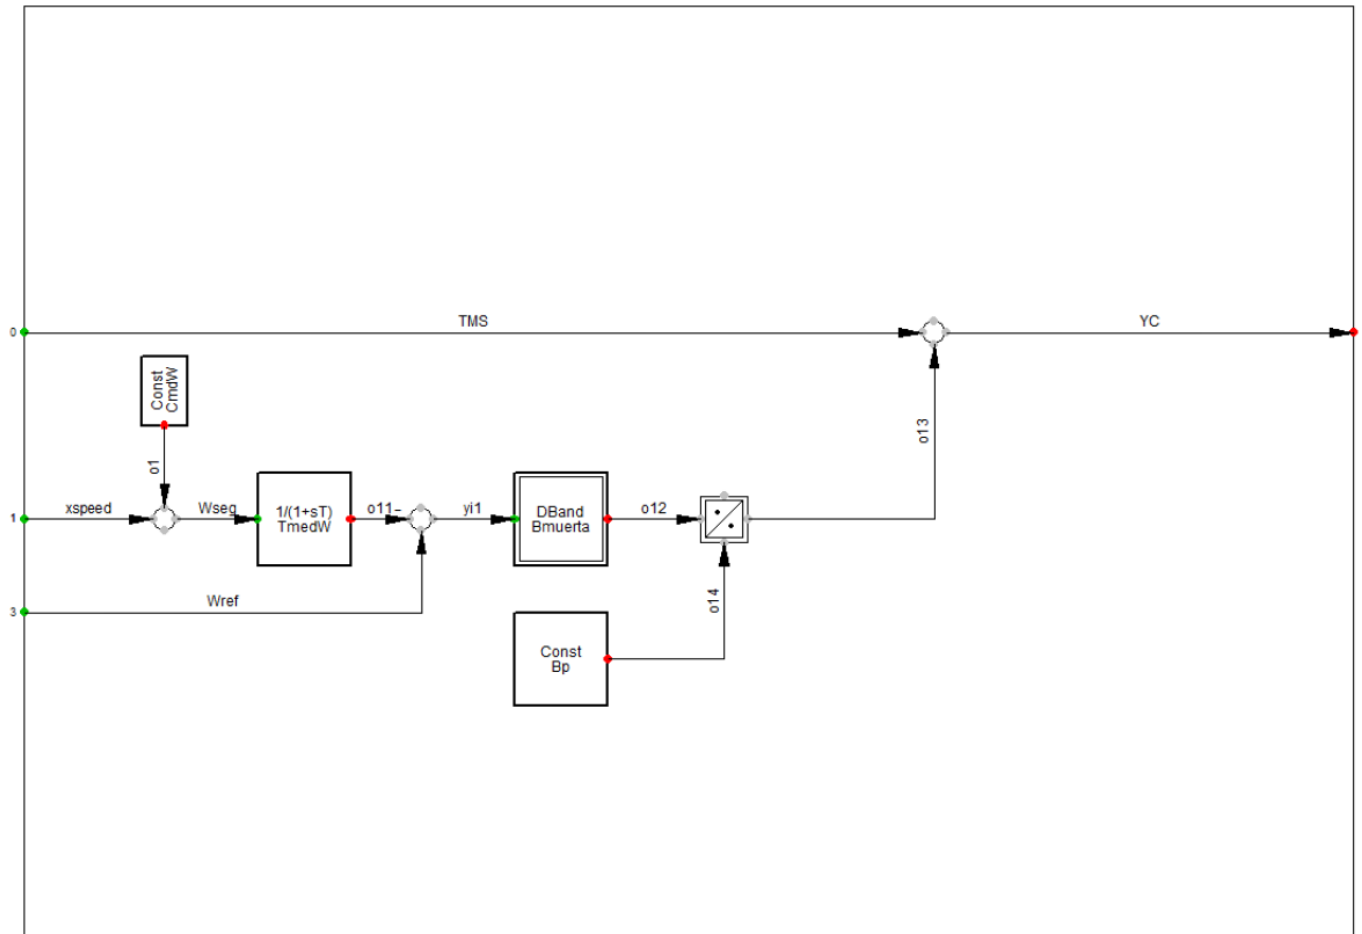 TMS
YC
0
Const
CmdW
o1
o13
xspeed
Wseg
1/(1+sT)
TmedW
o11-
yi1
DBand
Bmuerta
o12
1
Wref
3
o14
Const
Bp